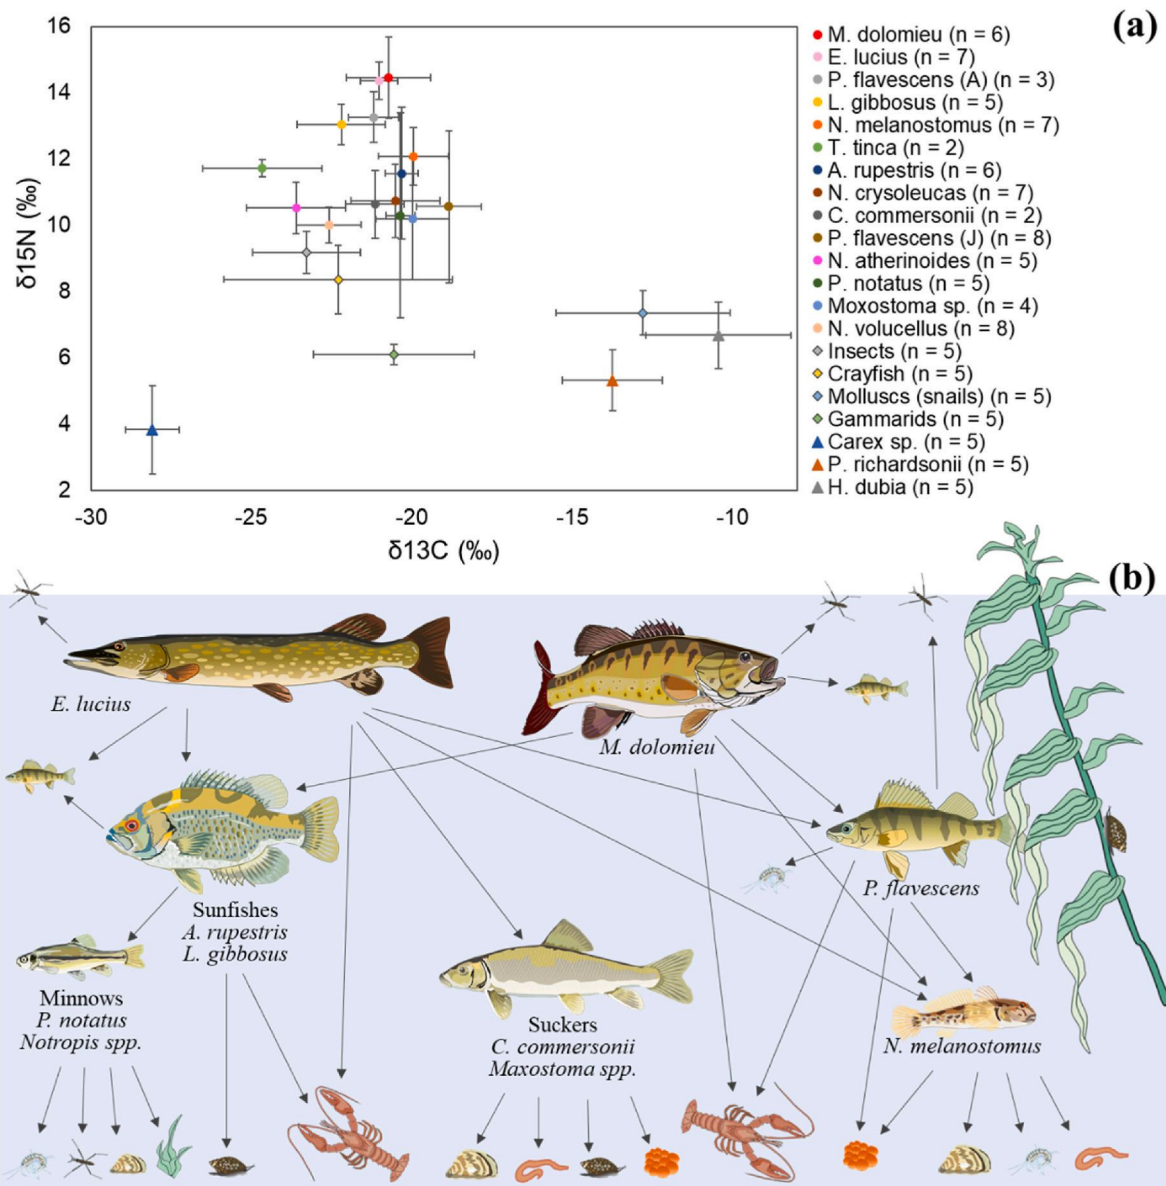 (a)
16
14
12
10
8
6
4
2
δ15N (‰)
-30
-25
-20
-15
-10
δ13C (‰)
M. dolomieu (n = 6)
E. lucius (n = 7)
P. flavescens (A) (n = 3)
L. gibbosus (n = 5)
N. melanostomus (n = 7)
T. tinca (n = 2)
A. rupestris (n = 6)
N. crysoleucas (n = 7)
C. commersonii (n = 2)
P. flavescens (J) (n = 8)
N. atherinoides (n = 5)
P. notatus (n = 5)
Moxostoma sp. (n = 4)
N. volucellus (n = 8)
Insects (n = 5)
Crayfish (n = 5)
Molluscs (snails) (n = 5)
Gammarids (n = 5)
Carex sp. (n = 5)
P. richardsonii (n = 5)
H. dubia (n = 5)
(b)
E. lucius
M. dolomieu
P. flavescens
Sunfishes
A. rupestris
L. gibbosus
Minnows
P. notatus
Notropis spp.
Suckers
C. commersonii
Maxostoma spp.
N. melanostomus